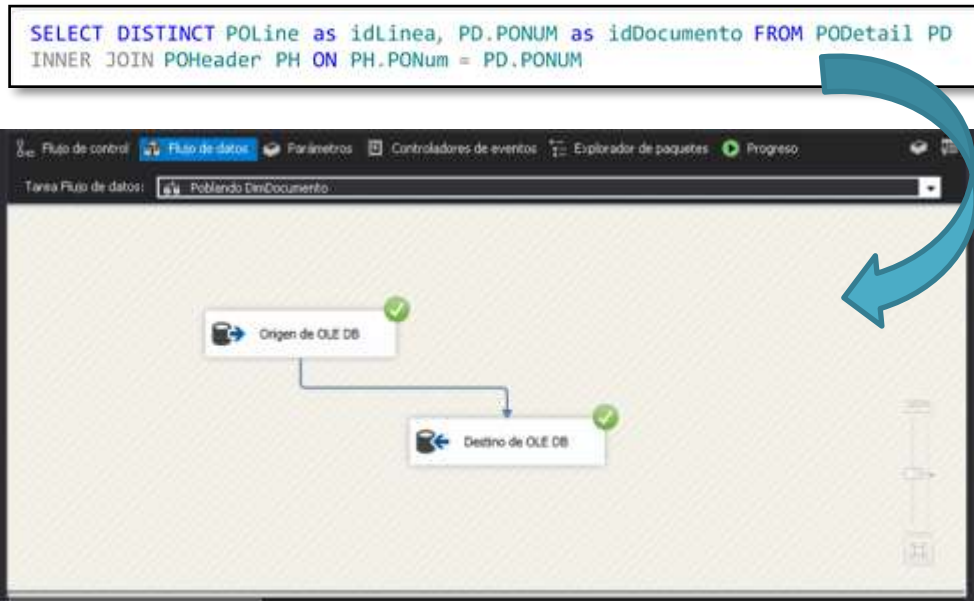 SELECT DISTINCT POLine as idLinea, PD.PONUM as idDocumento FROM PODetail PD
INNER JOIN POHeader PH ON PH.PONum = PD.PONUM
Flujo de control Flujo de datos Parámetros Controladores de eventos Explorador de paquetes Progreso
Tarea Flujo de datos: Poblando DimDocumento
Origen de OLE DB
Destino de OLE DB